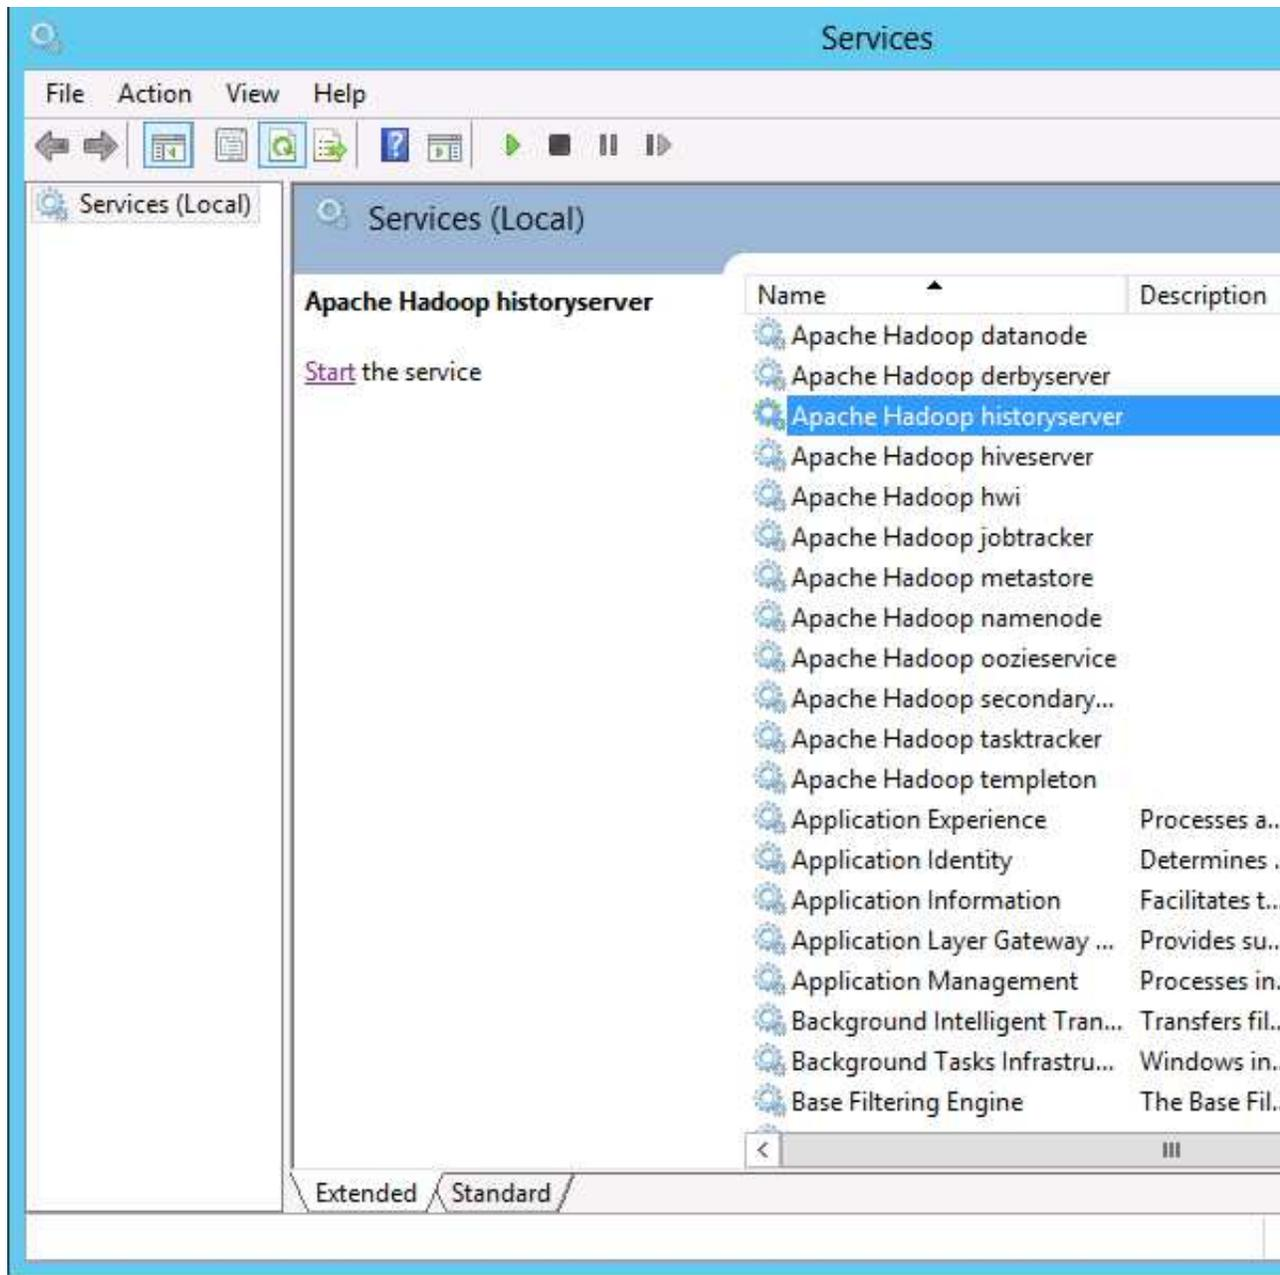 Services
File Action View Help
Services (Local)
Services (Local)
Apache Hadoop historyserver
Start the service
Name Description
Apache Hadoop datanode
Apache Hadoop derbyserver
Apache Hadoop historyserver
Apache Hadoop hiveserver
Apache Hadoop hwi
Apache Hadoop jobtracker
Apache Hadoop metastore
Apache Hadoop namenode
Apache Hadoop oozieservice
Apache Hadoop secondary...
Apache Hadoop tasktracker
Apache Hadoop templeton
Application Experience Processes a...
Application Identity Determines ...
Application Information Facilitates t...
Application Layer Gateway ... Provides su...
Application Management Processes in...
Background Intelligent Tran... Transfers fil...
Background Tasks Infrastru... Windows in...
Base Filtering Engine The Base Fil...
Extended Standard